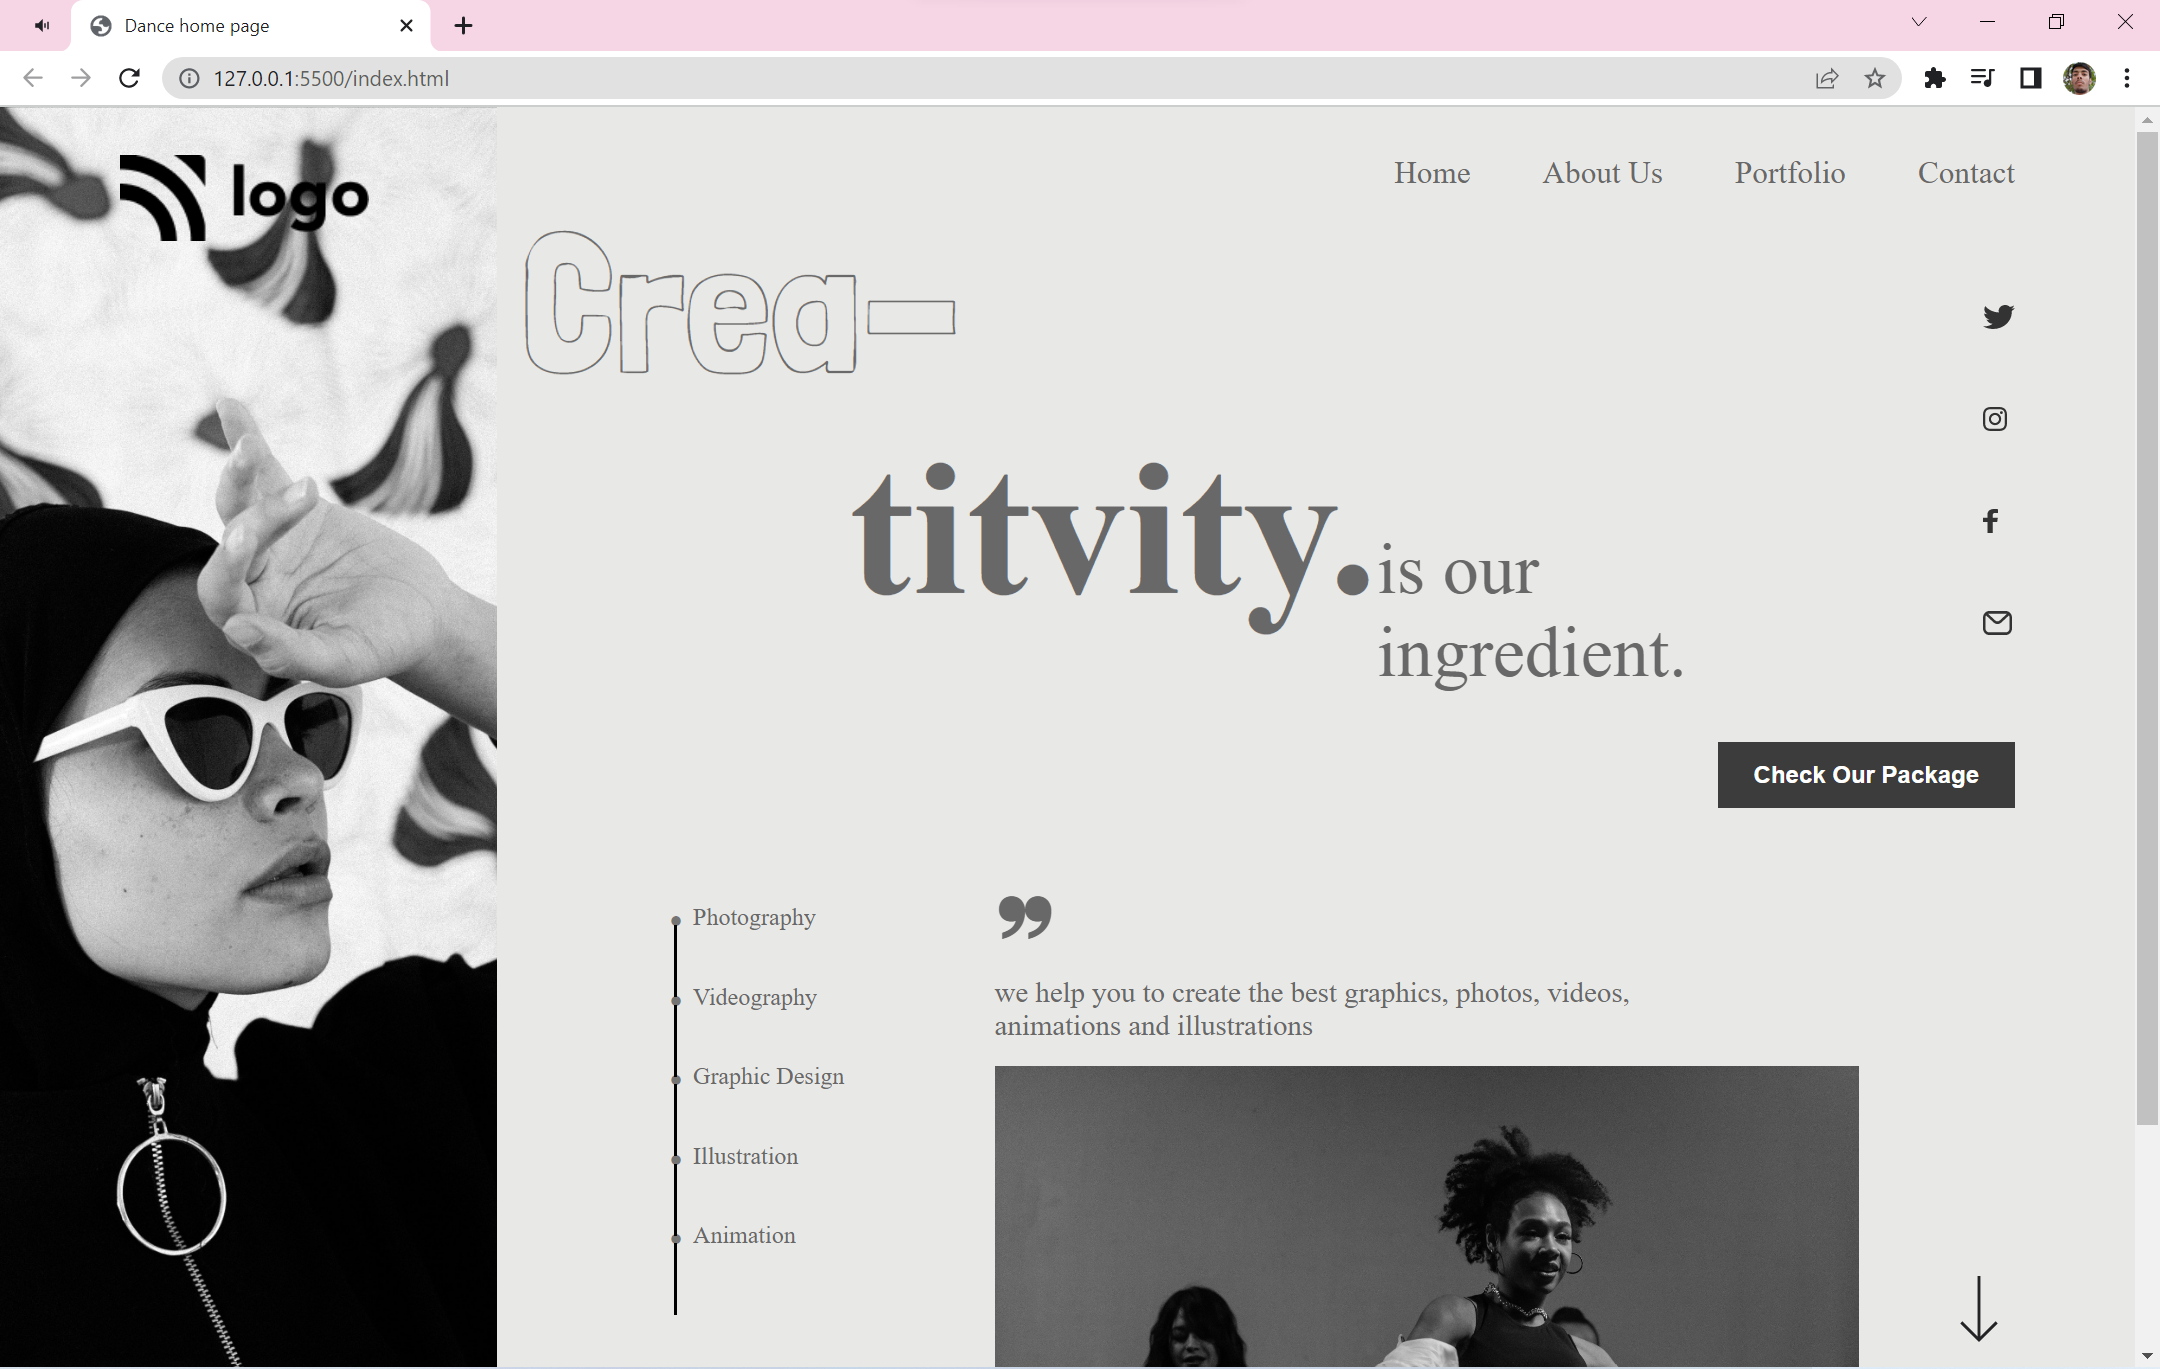 Dance home page
127.0.0.1:5500/index.html
logo
Home About Us Portfolio Contact
Crea-
titvity.
is our
ingredient.
Check Our Package
Photography
Videography
Graphic Design
Illustration
Animation
”
we help you to create the best graphics, photos, videos,
animations and illustrations